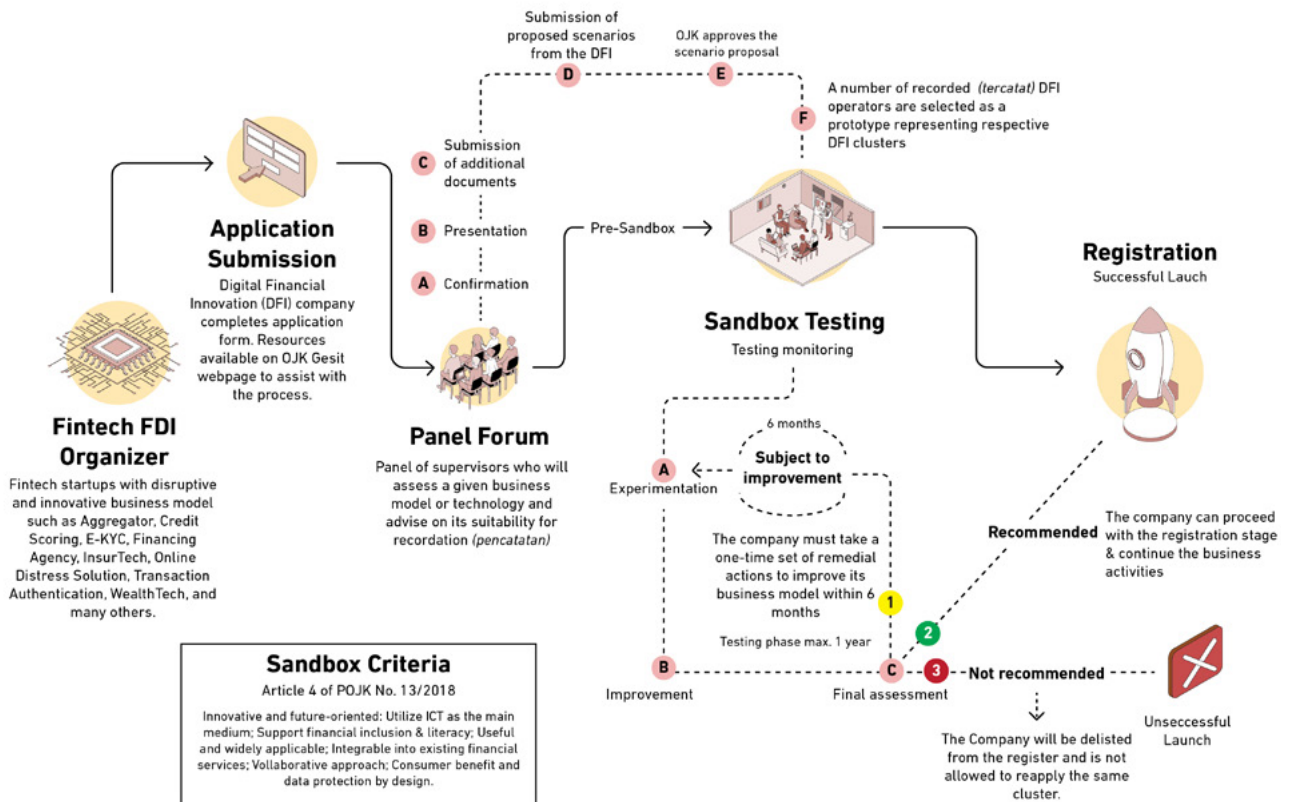 Submission of
proposed scenarios
from the DFI
D
OJK approves the
scenario proposal
E
F
A number of recorded (tercatat) DFI
operators are selected as a
prototype representing respective
DFI clusters
C
Submission
of additional
documents
B
Presentation
A
Confirmation
Pre-Sandbox
Application
Submission
Digital Financial
Innovation (DFI) company
completes application
form. Resources
available on OJK Gesit
webpage to assist with
the process.
Fintech FDI
Organizer
Fintech startups with disruptive
and innovative business model
such as Aggregator, Credit
Scoring, E-KYC, Financing
Agency, InsurTech, Online
Distress Solution, Transaction
Authentication, WealthTech, and
many others.
Panel Forum
Panel of supervisors who will
assess a given business
model or technology and
advise on its suitability for
recordation (pencatatan)
Sandbox Testing
Testing monitoring
Registration
Successful Lauch
6 months
Subject to
improvement
A
Experimentation
The company must take a
one-time set of remedial
actions to improve its
business model within 6
months
1
Testing phase max. 1 year
B
Improvement
C
Final assessment
2
Recommended
The company can proceed
with the registration stage
& continue the business
activities
3
Not recommended
Unseccessful
Launch
The Company will be delisted
from the register and is not
allowed to reapply the same
cluster.
Sandbox Criteria
Article 4 of POJK No. 13/2018
Innovative and future-oriented: Utilize ICT as the main
medium; Support financial inclusion & literacy; Useful
and widely applicable; Integrable into existing financial
services; Vollaborative approach; Consumer benefit and
data protection by design.